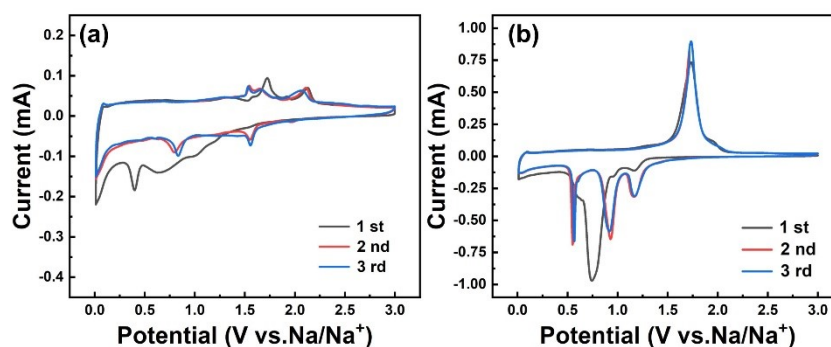 (a)
0.2
0.1
0.0
-0.1
-0.2
-0.3
-0.4
Current (mA)
1 st
2 nd
3 rd
0.0 0.5 1.0 1.5 2.0 2.5 3.0
Potential (V vs.Na/Na+)
(b)
1.00
0.75
0.50
0.25
0.00
-0.25
-0.50
-0.75
-1.00
Current (mA)
1 st
2 nd
3 rd
0.0 0.5 1.0 1.5 2.0 2.5 3.0
Potential (V vs.Na/Na+)